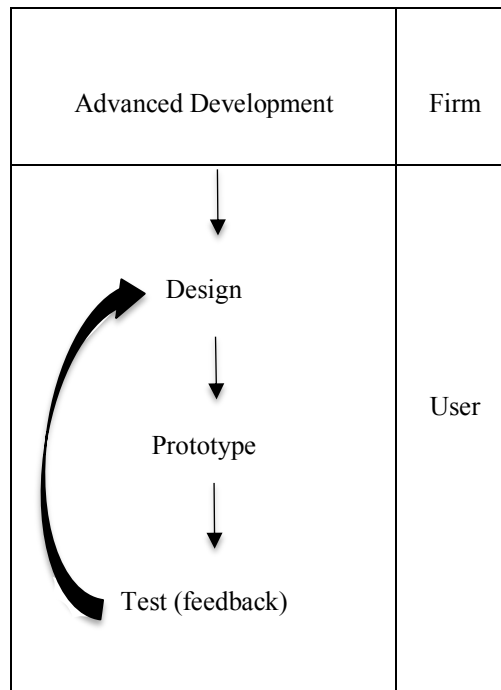 Advanced Development
Firm
Design
User
Prototype
Test (feedback)